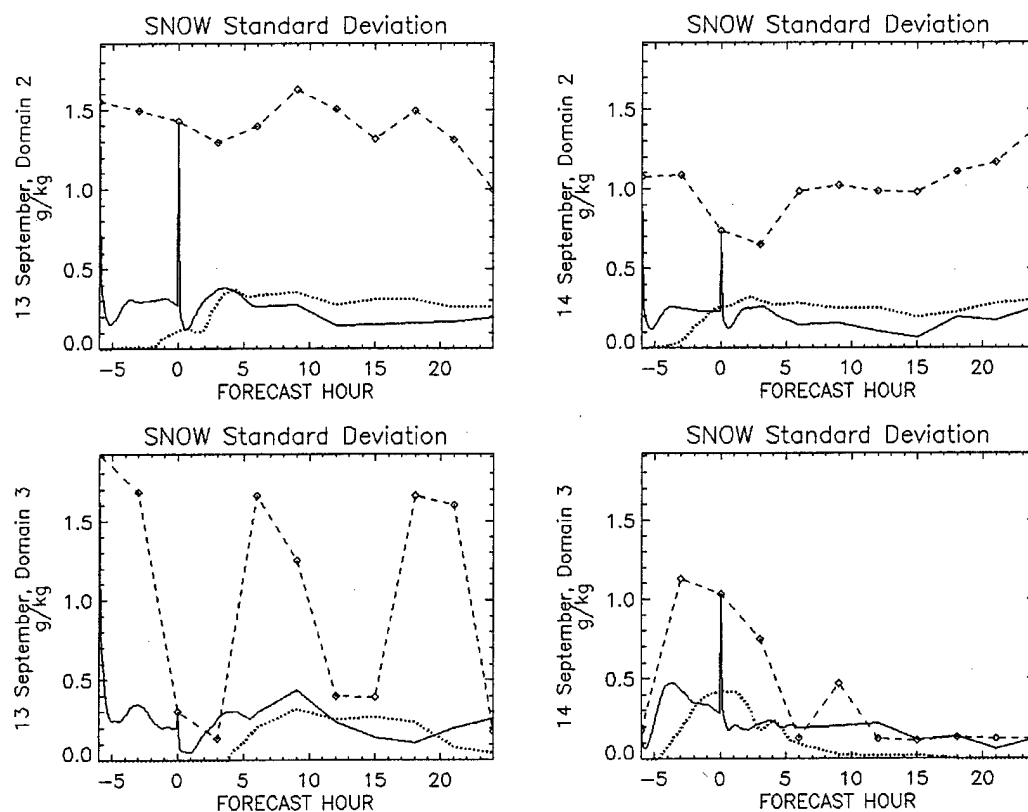 SNOW Standard Deviation
13 September, Domain 2
g/kg
1.5
1.0
0.5
0.0
−5 0 5 10 15 20
FORECAST HOUR
SNOW Standard Deviation
14 September, Domain 2
g/kg
1.5
1.0
0.5
0.0
−5 0 5 10 15 20
FORECAST HOUR
SNOW Standard Deviation
13 September, Domain 3
g/kg
1.5
1.0
0.5
0.0
−5 0 5 10 15 20
FORECAST HOUR
SNOW Standard Deviation
14 September, Domain 3
g/kg
1.5
1.0
0.5
0.0
−5 0 5 10 15 20
FORECAST HOUR